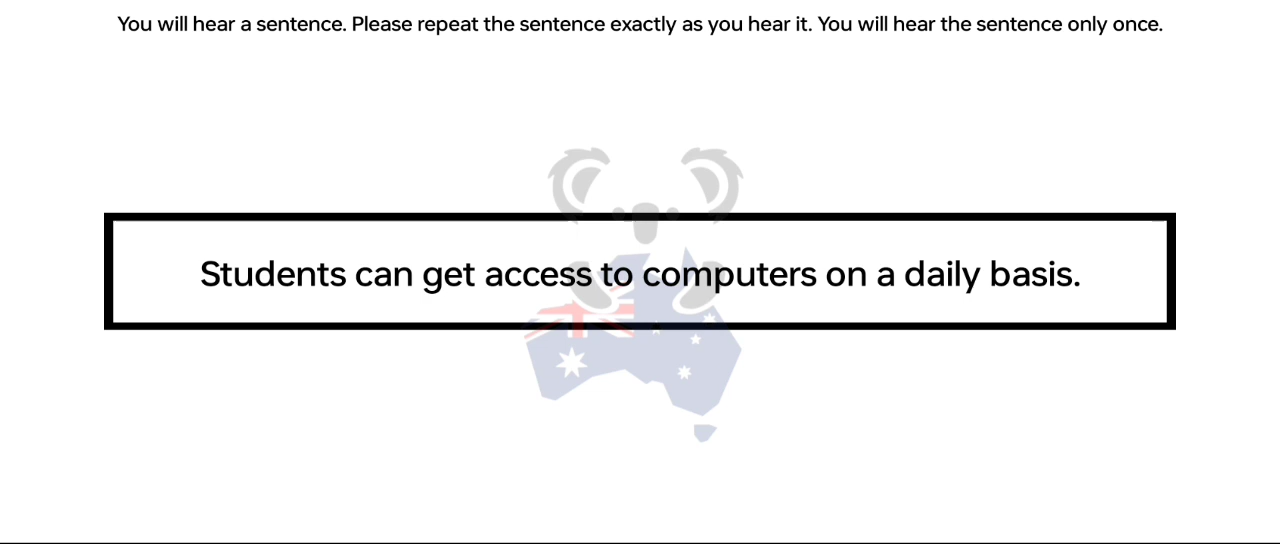 You will hear a sentence. Please repeat the sentence exactly as you hear it. You will hear the sentence only once.
Students can get access to computers on a daily basis.